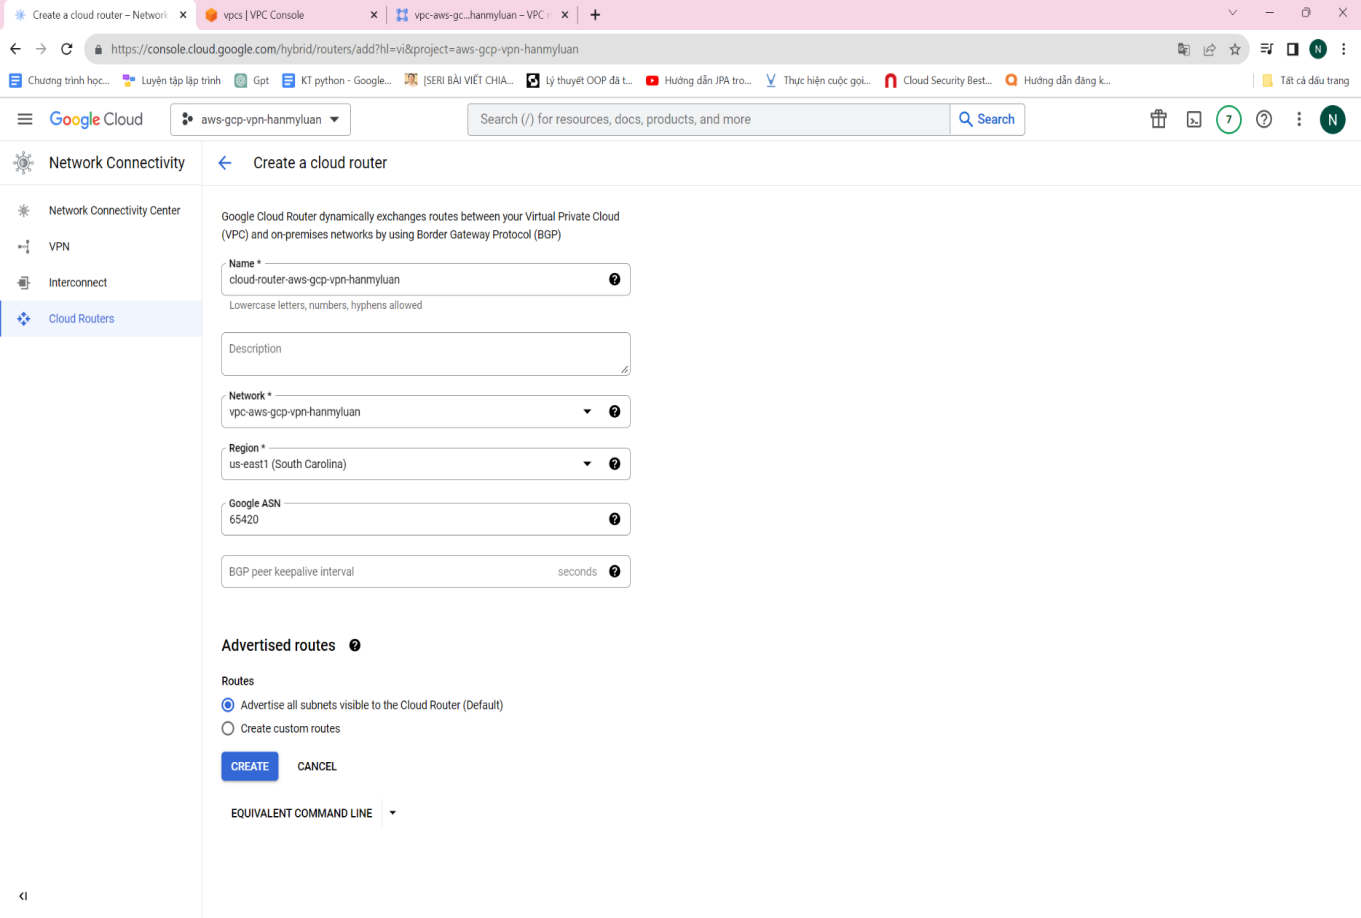 Create a cloud router – Network
vpcs | VPC Console
vpc-aws-gc...hanmyluan – VPC n
https://console.cloud.google.com/hybrid/routers/add?hl=vi&project=aws-gcp-vpn-hanmyluan
N
Chương trình học...
Luyện tập lập trình
Gpt
KT python - Google...
[SERI BÀI VIẾT CHIA...
Lý thuyết OOP đã t...
Hướng dẫn JPA tro...
Thực hiện cuộc gọi...
Cloud Security Best...
Hướng dẫn đăng k...
Tất cả dấu trang
Google Cloud
aws-gcp-vpn-hanmyluan
Search (/) for resources, docs, products, and more
Search
7
N
Network Connectivity
Create a cloud router
Network Connectivity Center
VPN
Interconnect
Cloud Routers
Google Cloud Router dynamically exchanges routes between your Virtual Private Cloud
(VPC) and on-premises networks by using Border Gateway Protocol (BGP)
Name *
cloud-router-aws-gcp-vpn-hanmyluan
Lowercase letters, numbers, hyphens allowed
Description
Network *
vpc-aws-gcp-vpn-hanmyluan
Region *
us-east1 (South Carolina)
Google ASN
65420
BGP peer keepalive interval
seconds
Advertised routes
Routes
Advertise all subnets visible to the Cloud Router (Default)
Create custom routes
CREATE
CANCEL
EQUIVALENT COMMAND LINE